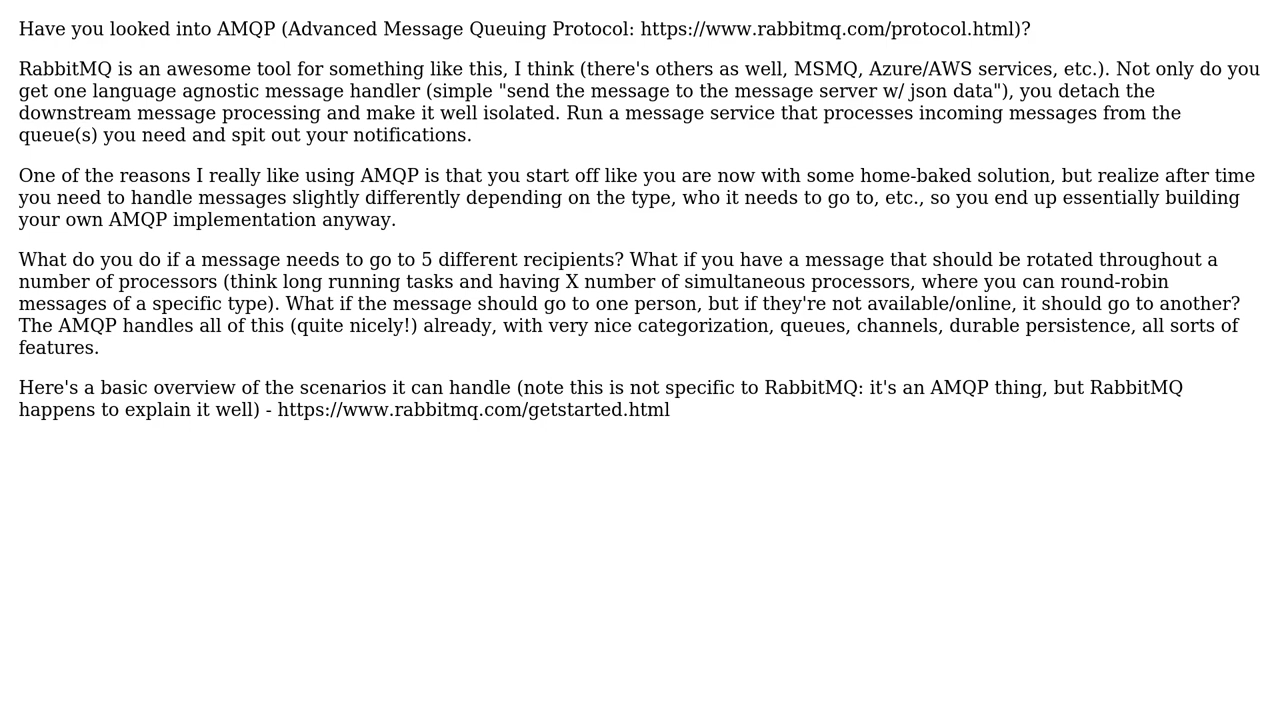 Have you looked into AMQP (Advanced Message Queuing Protocol: https://www.rabbitmq.com/protocol.html)?
RabbitMQ is an awesome tool for something like this, I think (there's others as well, MSMQ, Azure/AWS services, etc.). Not only do you
get one language agnostic message handler (simple "send the message to the message server w/ json data"), you detach the
downstream message processing and make it well isolated. Run a message service that processes incoming messages from the
queue(s) you need and spit out your notifications.
One of the reasons I really like using AMQP is that you start off like you are now with some home-baked solution, but realize after time
you need to handle messages slightly differently depending on the type, who it needs to go to, etc., so you end up essentially building
your own AMQP implementation anyway.
What do you do if a message needs to go to 5 different recipients? What if you have a message that should be rotated throughout a
number of processors (think long running tasks and having X number of simultaneous processors, where you can round-robin
messages of a specific type). What if the message should go to one person, but if they're not available/online, it should go to another?
The AMQP handles all of this (quite nicely!) already, with very nice categorization, queues, channels, durable persistence, all sorts of
features.
Here's a basic overview of the scenarios it can handle (note this is not specific to RabbitMQ: it's an AMQP thing, but RabbitMQ
happens to explain it well) - https://www.rabbitmq.com/getstarted.html